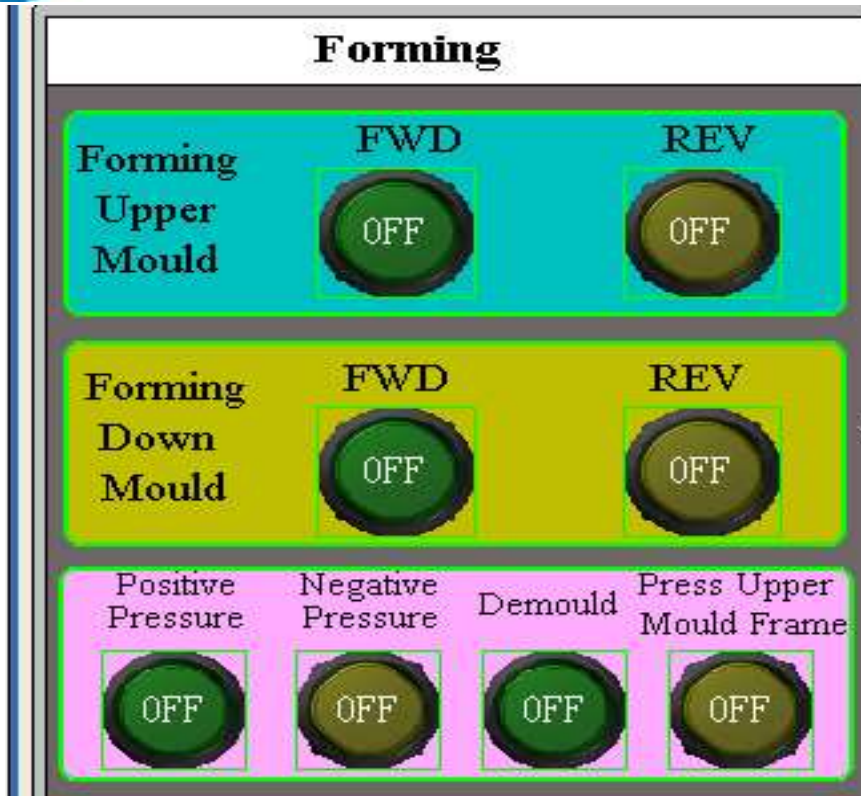 Forming
Forming
Upper
Mould
FWD
REV
OFF
OFF
Forming
Down
Mould
FWD
REV
OFF
OFF
Positive
Pressure
Negative
Pressure
Demould
Press Upper
Mould Frame
OFF
OFF
OFF
OFF